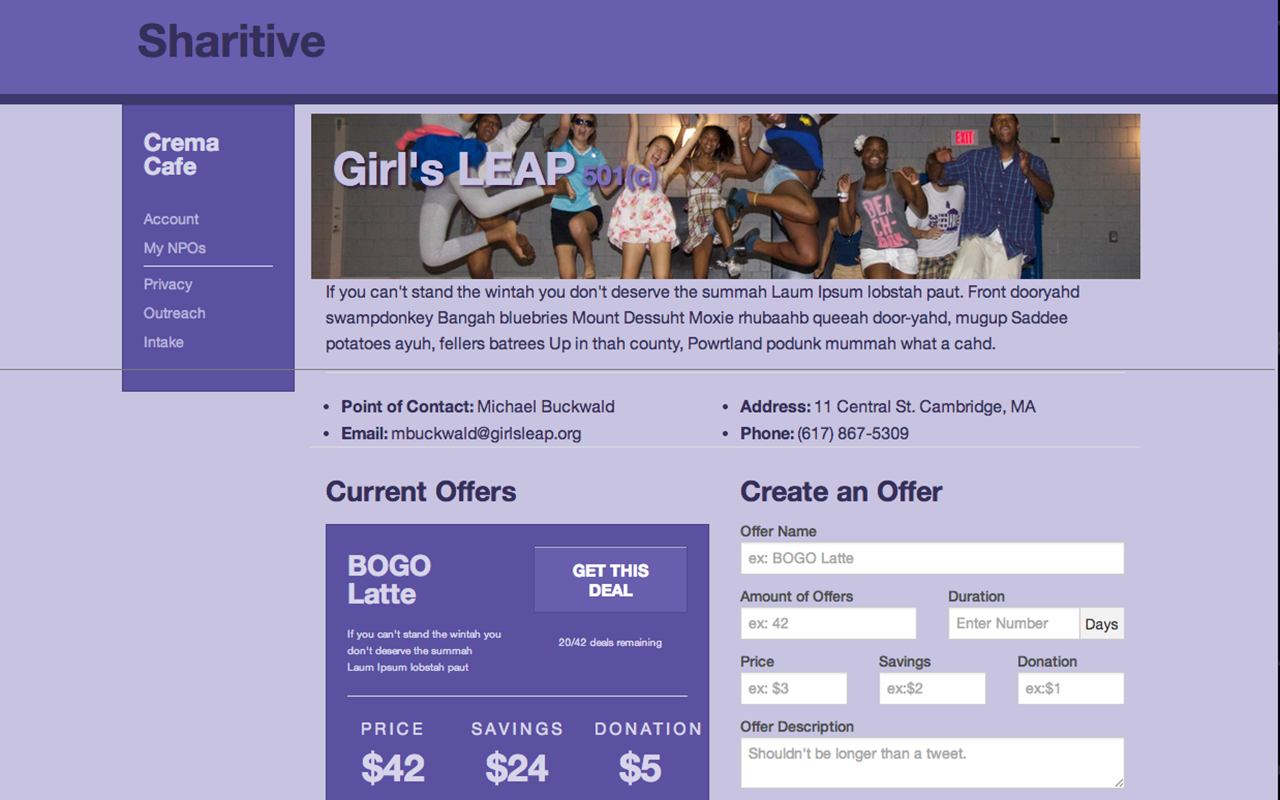 Sharitive
Crema
Cafe
Account
My NPOs
Privacy
Outreach
Intake
Girl's LEAP 501(c)
EXIT
BEA
CH-
If you can't stand the wintah you don't deserve the summah Laum Ipsum lobstah paut. Front dooryahd
swampdonkey Bangah bluebries Mount Dessuht Moxie rhubaahb queeah door-yahd, mugup Saddee
potatoes ayuh, fellers batrees Up in thah county, Powrtland podunk mummah what a cahd.
• Point of Contact: Michael Buckwald
• Email: mbuckwald@girlsleap.org
• Address: 11 Central St. Cambridge, MA
• Phone: (617) 867-5309
Current Offers
BOGO
Latte
If you can't stand the wintah you
don't deserve the summah
Laum Ipsum lobstah paut
GET THIS
DEAL
20/42 deals remaining
PRICE SAVINGS DONATION
$42 $24 $5
Create an Offer
Offer Name
ex: BOGO Latte
Amount of Offers Duration
ex: 42 Enter Number Days
Price Savings Donation
ex: $3 ex:$2 ex:$1
Offer Description
Shouldn't be longer than a tweet.